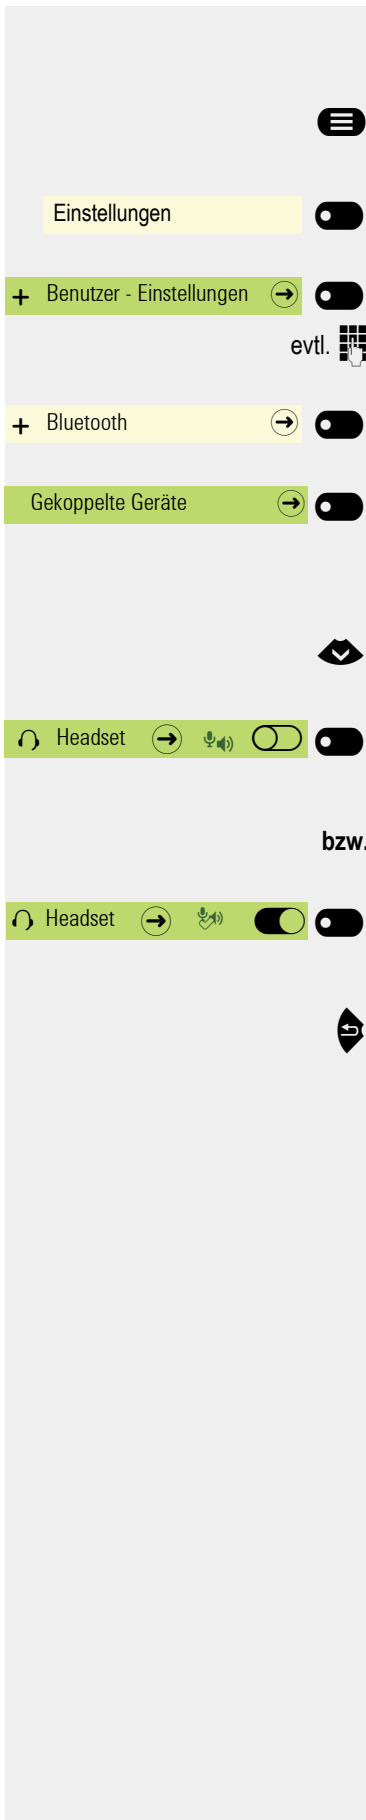 Einstellungen
Benutzer - Einstellungen
evtl.
Bluetooth
Gekoppelte Geräte
Headset
bzw.
Headset